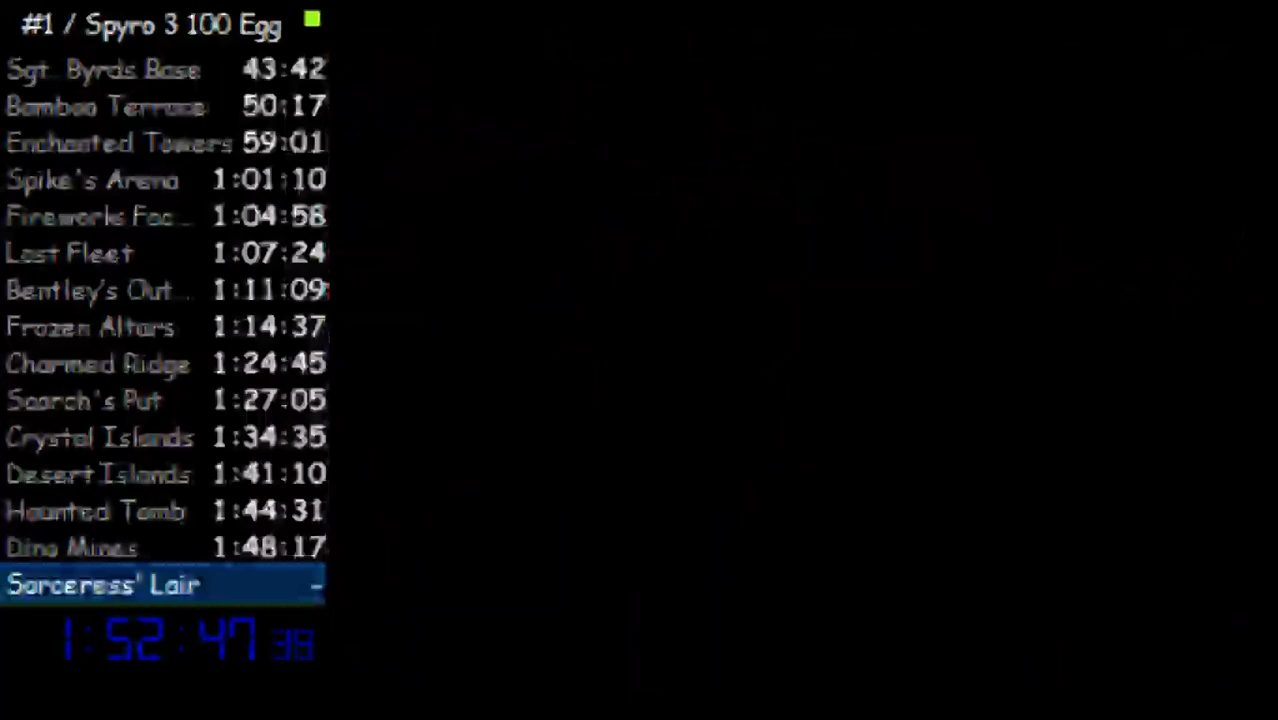 #1 / Spyro 3 100 Egg
Sgt. Byrds Base 43:42
Bamboo Terrace 50:17
Enchanted Towers 59:01
Spike's Arena 1:01:10
Fireworks Fac... 1:04:58
Lost Fleet 1:07:24
Bentley's Out... 1:11:09
Frozen Altars 1:14:37
Charmed Ridge 1:24:45
Scorch's Put 1:27:05
Crystal Islands 1:34:35
Desert Islands 1:41:10
Haunted Tomb 1:44:31
Dino Mines 1:48:17
Sorceress' Lair -
1:52:47 38